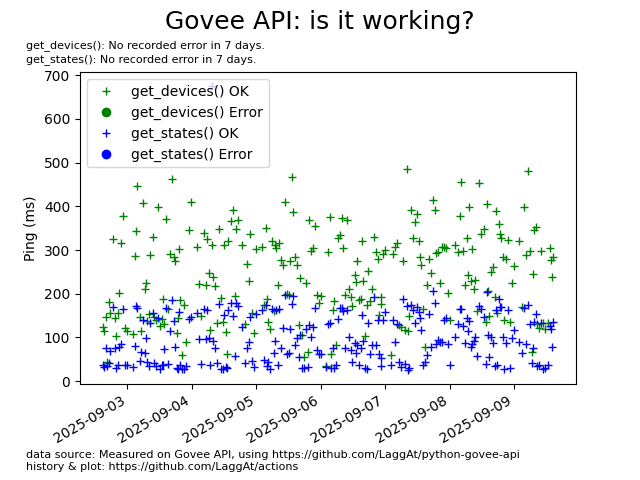 Govee API: is it working?
get_devices(): No recorded error in 7 days.
get_states(): No recorded error in 7 days.
700
600
500
400
300
200
100
0
Ping (ms)
get_devices() OK
get_devices() Error
get_states() OK
get_states() Error
2025-09-03
2025-09-04
2025-09-05
2025-09-06
2025-09-07
2025-09-08
2025-09-09
data source: Measured on Govee API, using https://github.com/LaggAt/python-govee-api
history & plot: https://github.com/LaggAt/actions